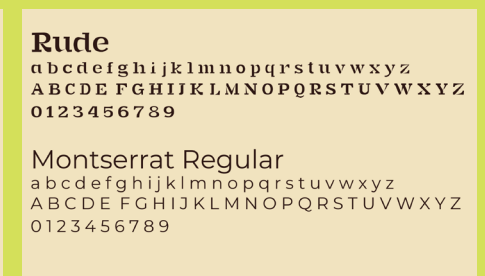 Rude
a b c d e f g h i j k l m n o p q r s t u v w x y z
A B C D E F G H I J K L M N O P Q R S T U V W X Y Z
0 1 2 3 4 5 6 7 8 9
Montserrat Regular
a b c d e f g h i j k l m n o p q r s t u v w x y z
A B C D E F G H I J K L M N O P Q R S T U V W X Y Z
0 1 2 3 4 5 6 7 8 9